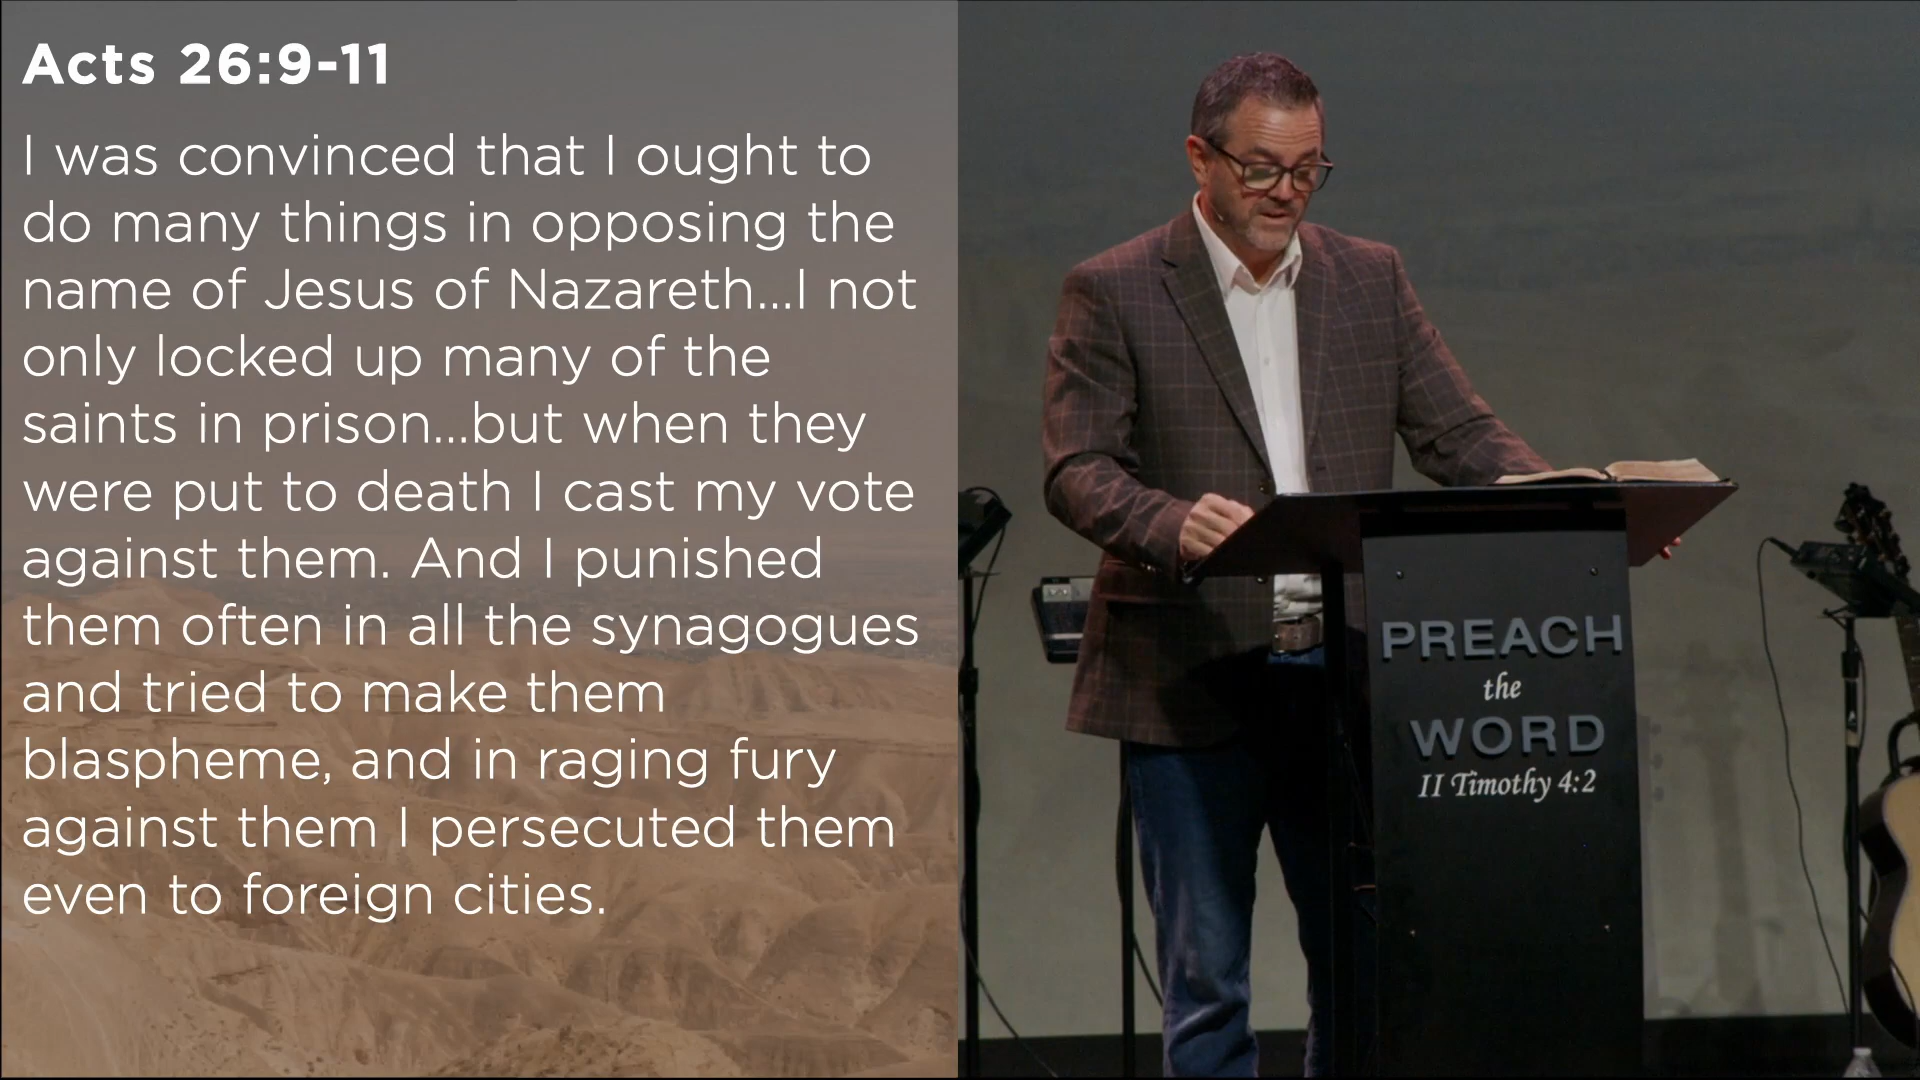 Acts 26:9-11
I was convinced that I ought to
do many things in opposing the
name of Jesus of Nazareth...I not
only locked up many of the
saints in prison...but when they
were put to death I cast my vote
against them. And I punished
them often in all the synagogues
and tried to make them
blaspheme, and in raging fury
against them I persecuted them
even to foreign cities.
PREACH
the
WORD
II Timothy 4:2